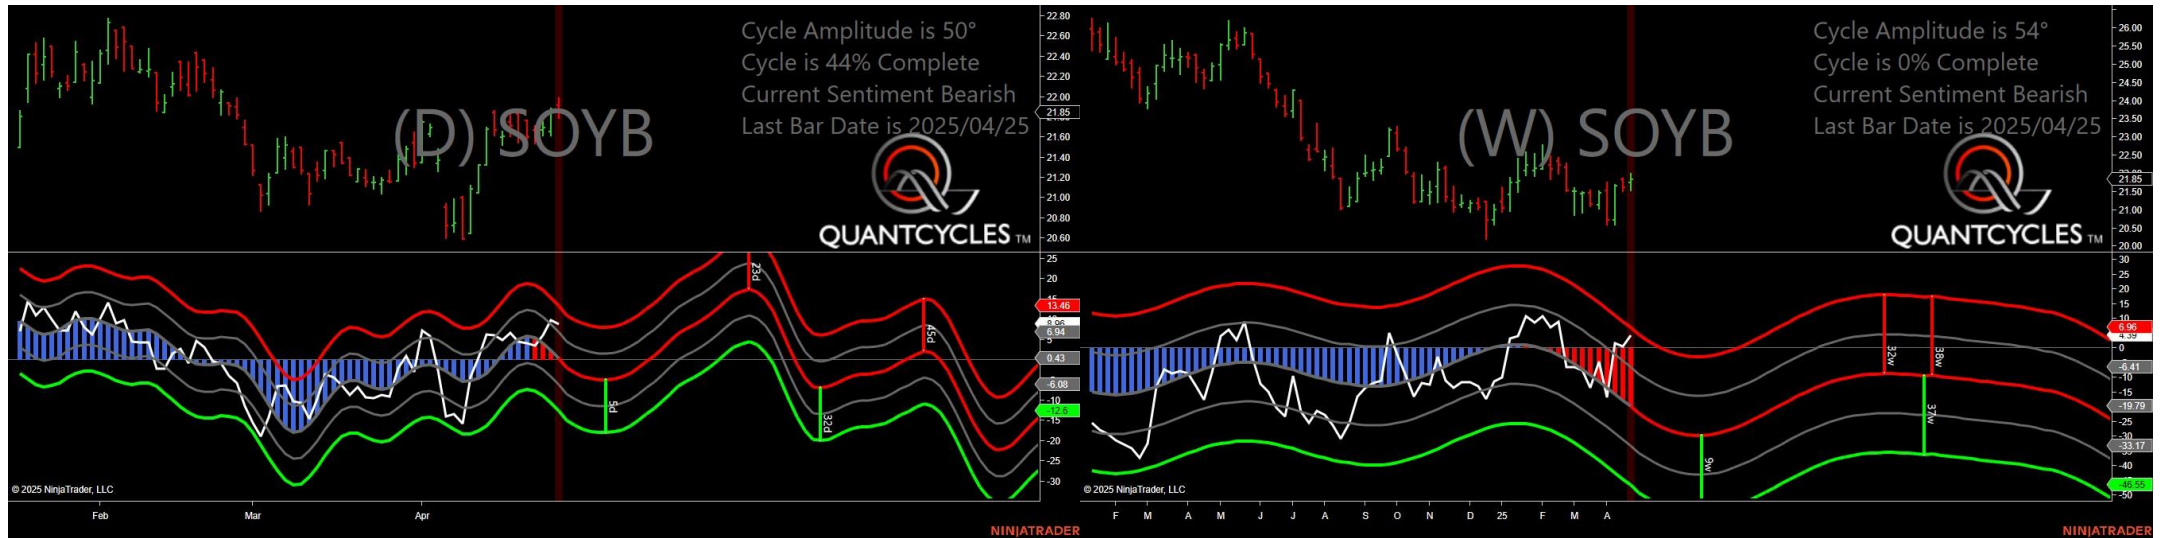 Cycle Amplitude is 50°
Cycle is 44% Complete
Current Sentiment Bearish
Last Bar Date is 2025/04/25
(D) SOYB
QUANTCYCLES TM
22.80
22.60
22.40
22.20
22.00
21.85
21.60
21.40
21.20
21.00
20.80
20.60
25
20
13.46
8.96
6.94
5
0.43
-6.08
-10
-12.6
-15
-20
-25
-30
5d
23d
32d
45d
© 2025 NinjaTrader, LLC
Feb
Mar
Apr
NINJATRADER
Cycle Amplitude is 54°
Cycle is 0% Complete
Current Sentiment Bearish
Last Bar Date is 2025/04/25
(W) SOYB
QUANTCYCLES TM
26.00
25.50
25.00
24.50
24.00
23.50
23.00
22.50
21.85
21.50
21.00
20.50
20.00
30
25
20
15
10
6.96
4.39
0
-6.41
-10
-15
-19.79
-25
-30
-33.17
-40
-46.55
-50
9w
32w
37w
38w
© 2025 NinjaTrader, LLC
F
M
A
M
J
J
A
S
O
N
D
25
F
M
A
NINJATRADER